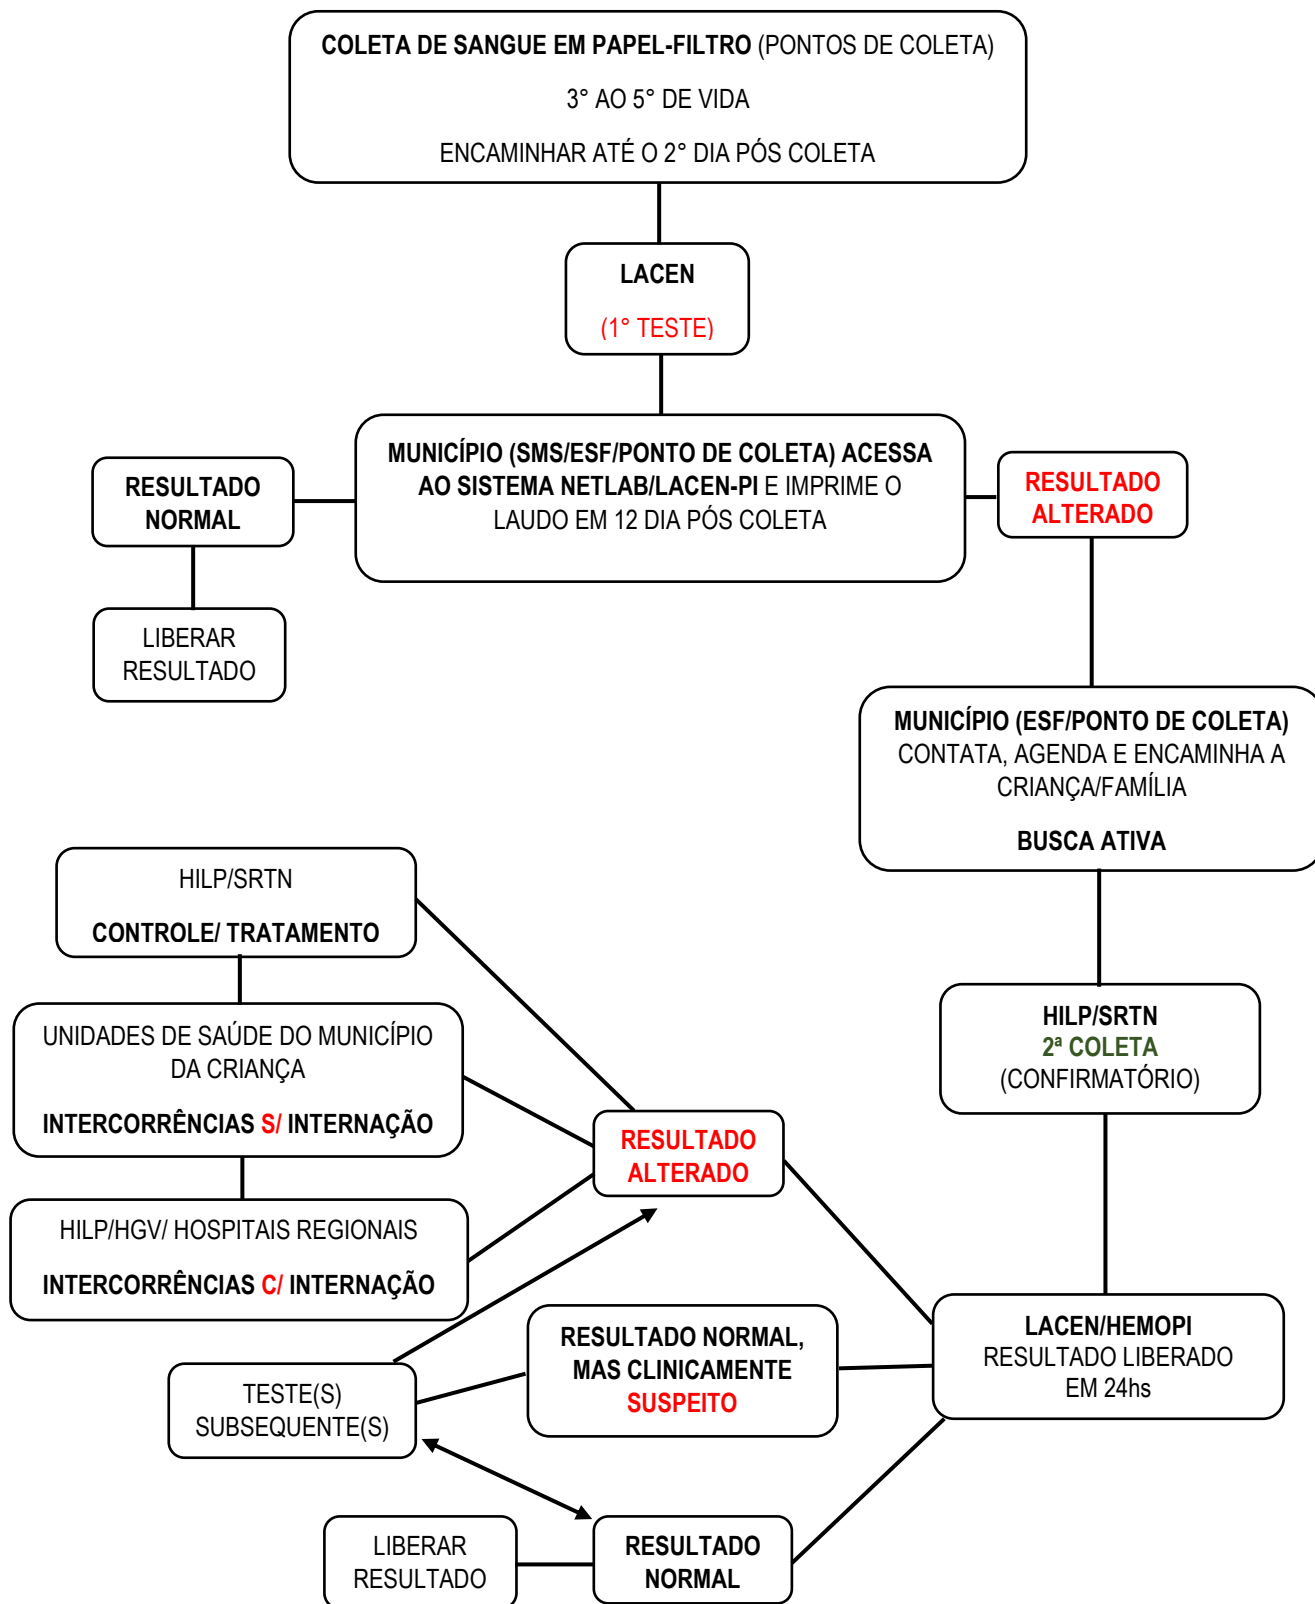 COLETA DE SANGUE EM PAPEL-FILTRO (PONTOS DE COLETA)
3° AO 5° DE VIDA
ENCAMINHAR ATÉ O 2° DIA PÓS COLETA
LACEN
(1° TESTE)
MUNICÍPIO (SMS/ESF/PONTO DE COLETA) ACESSA
AO SISTEMA NETLAB/LACEN-PI E IMPRIME O
LAUDO EM 12 DIA PÓS COLETA
RESULTADO
NORMAL
RESULTADO
ALTERADO
LIBERAR
RESULTADO
MUNICÍPIO (ESF/PONTO DE COLETA)
CONTATA, AGENDA E ENCAMINHA A
CRIANÇA/FAMÍLIA
BUSCA ATIVA
HILP/SRTN
CONTROLE/ TRATAMENTO
HILP/SRTN
2ª COLETA
(CONFIRMATÓRIO)
UNIDADES DE SAÚDE DO MUNICÍPIO
DA CRIANÇA
INTERCORRÊNCIAS S/ INTERNAÇÃO
RESULTADO
ALTERADO
HILP/HGV/ HOSPITAIS REGIONAIS
INTERCORRÊNCIAS C/ INTERNAÇÃO
LACEN/HEMOPI
RESULTADO LIBERADO
EM 24hs
RESULTADO NORMAL,
MAS CLINICAMENTE
SUSPEITO
TESTE(S)
SUBSEQUENTE(S)
LIBERAR
RESULTADO
RESULTADO
NORMAL